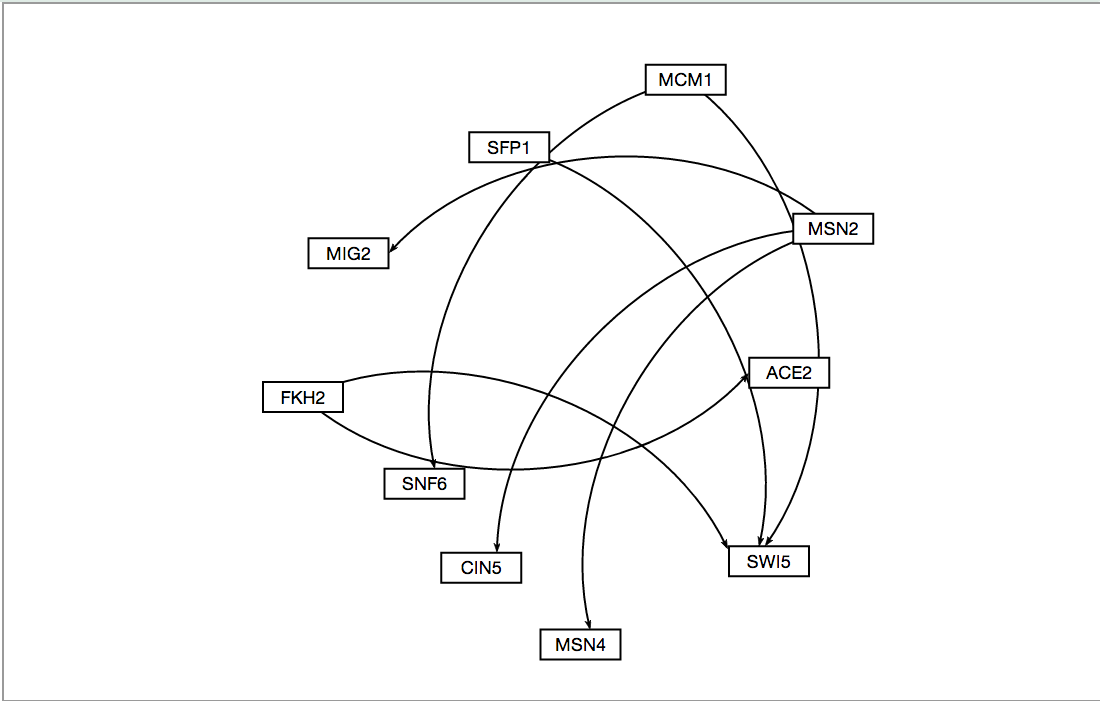 MCM1
SFP1
MSN2
MIG2
ACE2
FKH2
SNF6
SWI5
CIN5
MSN4